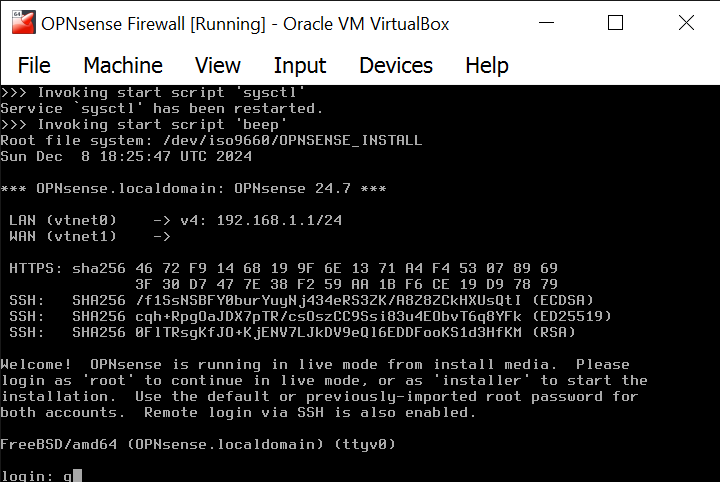 OPNsense Firewall [Running] - Oracle VM VirtualBox
File Machine View Input Devices Help
>>> Invoking start script 'sysctl'
Service `sysctl' has been restarted.
>>> Invoking start script 'beep'
Root file system: /dev/iso9660/OPNSENSE_INSTALL
Sun Dec  8 18:25:47 UTC 2024
*** OPNsense.localdomain: OPNsense 24.7 ***
LAN (vtnet0)    -> v4: 192.168.1.1/24
WAN (vtnet1)    ->
HTTPS: sha256 46 72 F9 14 68 19 9F 6E 13 71 A4 F4 53 07 89 69
3F 30 D7 47 7E 38 F2 59 AA 1B F6 CE 19 D9 78 79
SSH:   SHA256 /f1SsNSBFY0burYuyNj434eRS3ZK/A8Z8ZCkHXUsQtI (ECDSA)
SSH:   SHA256 cqh+RpgOaJDX7pTR/csOszCC9Ssi83u4EObvT6q8YFk (ED25519)
SSH:   SHA256 0FlTRsgKfJO+KjENV7LJkDV9eQl6EDDFooKS1d3HfKM (RSA)
Welcome!  OPNsense is running in live mode from install media.  Please
login as 'root' to continue in live mode, or as 'installer' to start the
installation.  Use the default or previously-imported root password for
both accounts.  Remote login via SSH is also enabled.
FreeBSD/amd64 (OPNsense.localdomain) (ttyv0)
login: q